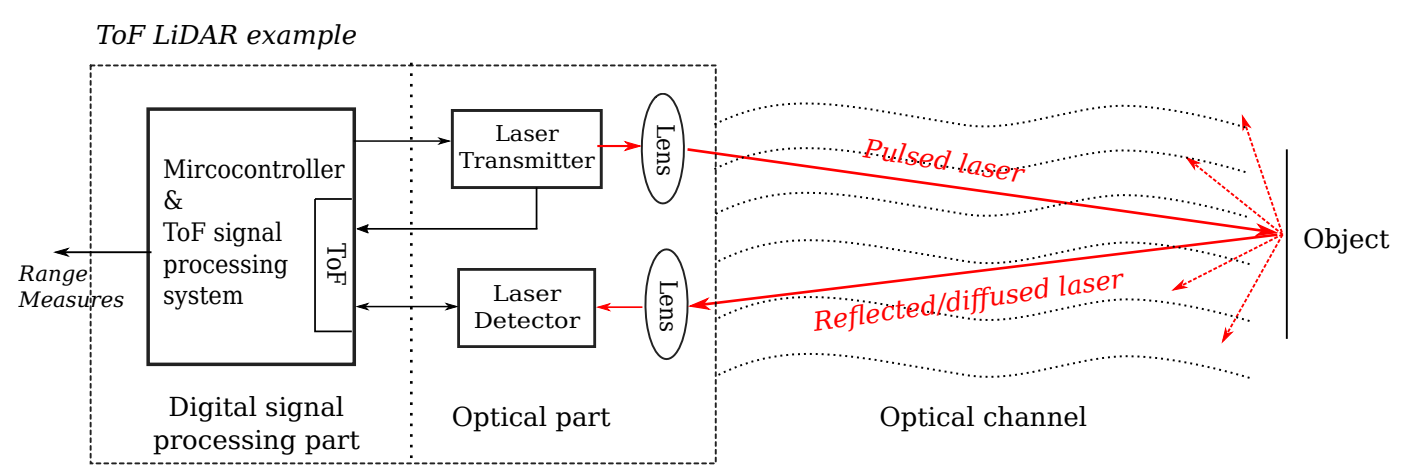 ToF LiDAR example
Mircocontroller
&
ToF signal
processing
system
ToF
Laser
Transmitter
Lens
Laser
Detector
Lens
Pulsed laser
Reflected/diffused laser
Object
Range
Measures
Digital signal
processing part
Optical part
Optical channel